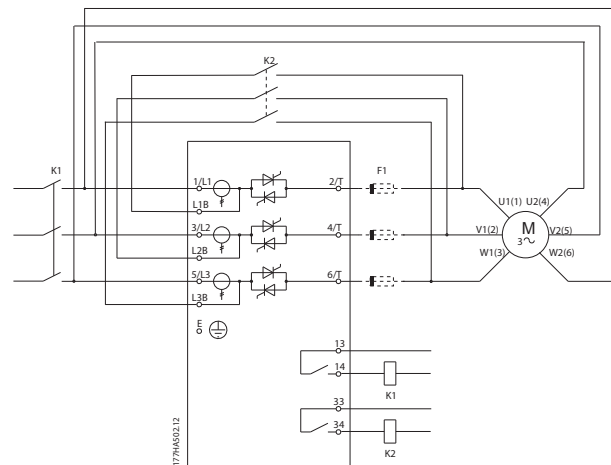 K2
K1
1/L1
2/T
F1
L1B
U1(1) U2(4)
3/L2
4/T
V1(2)
M
3~
V2(5)
L2B
W1(3)
W2(6)
5/L3
6/T
L3B
E
13
14
K1
33
34
K2
177HA502.12